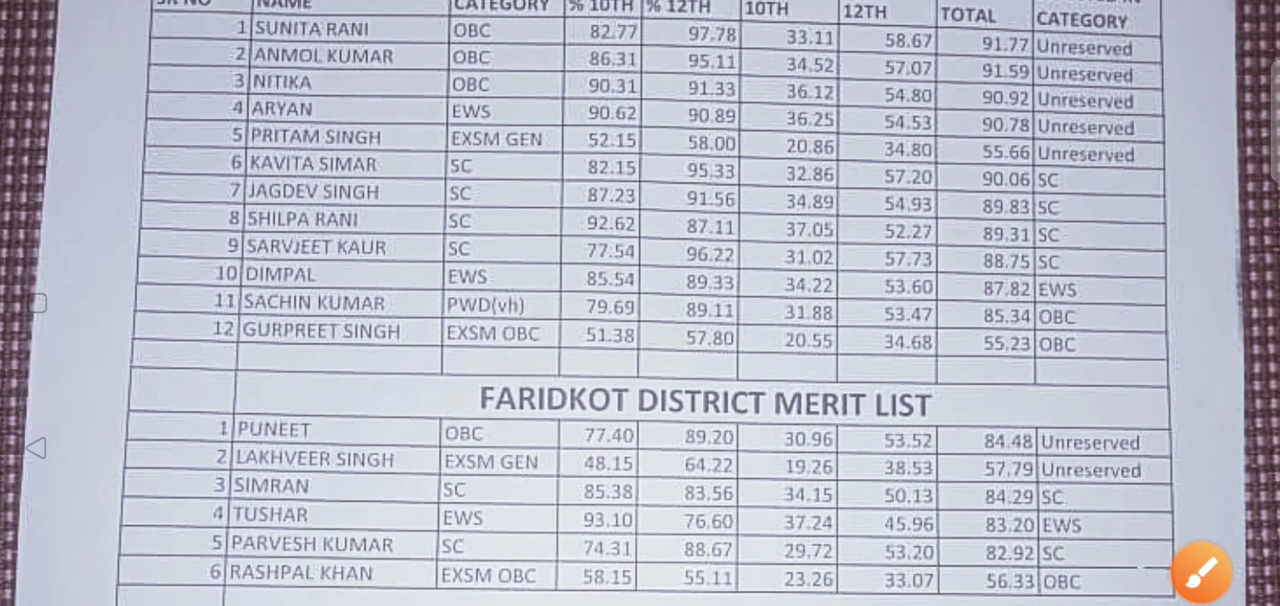 SR NO NAME CATEGORY % 10TH % 12TH 10TH 12TH TOTAL CATEGORY
1 SUNITA RANI OBC 82.77 97.78 33.11 58.67 91.77 Unreserved
2 ANMOL KUMAR OBC 86.31 95.11 34.52 57.07 91.59 Unreserved
3 NITIKA OBC 90.31 91.33 36.12 54.80 90.92 Unreserved
4 ARYAN EWS 90.62 90.89 36.25 54.53 90.78 Unreserved
5 PRITAM SINGH EXSM GEN 52.15 58.00 20.86 34.80 55.66 Unreserved
6 KAVITA SIMAR SC 82.15 95.33 32.86 57.20 90.06 SC
7 JAGDEV SINGH SC 87.23 91.56 34.89 54.93 89.83 SC
8 SHILPA RANI SC 92.62 87.11 37.05 52.27 89.31 SC
9 SARVJEET KAUR SC 77.54 96.22 31.02 57.73 88.75 SC
10 DIMPAL EWS 85.54 89.33 34.22 53.60 87.82 EWS
11 SACHIN KUMAR PWD(vh) 79.69 89.11 31.88 53.47 85.34 OBC
12 GURPREET SINGH EXSM OBC 51.38 57.80 20.55 34.68 55.23 OBC
FARIDKOT DISTRICT MERIT LIST
1 PUNEET OBC 77.40 89.20 30.96 53.52 84.48 Unreserved
2 LAKHVEER SINGH EXSM GEN 48.15 64.22 19.26 38.53 57.79 Unreserved
3 SIMRAN SC 85.38 83.56 34.15 50.13 84.29 SC
4 TUSHAR EWS 93.10 76.60 37.24 45.96 83.20 EWS
5 PARVESH KUMAR SC 74.31 88.67 29.72 53.20 82.92 SC
6 RASHPAL KHAN EXSM OBC 58.15 55.11 23.26 33.07 56.33 OBC